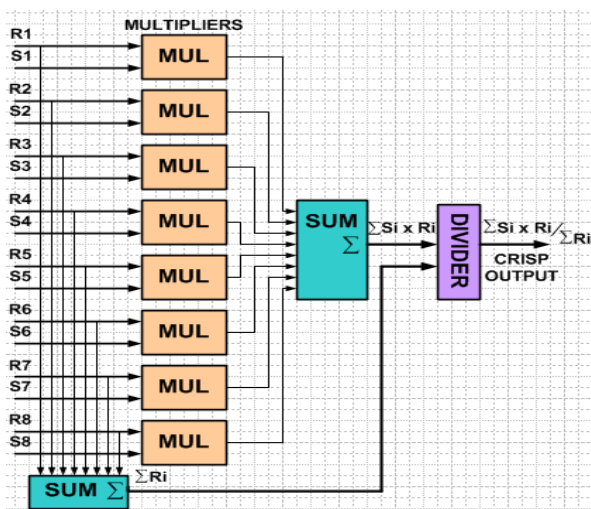 MULTIPLIERS
R1
S1
MUL
R2
S2
MUL
R3
S3
MUL
R4
S4
MUL
R5
S5
MUL
R6
S6
MUL
R7
S7
MUL
R8
S8
MUL
SUM
Σ
ΣSi x Ri
DIVIDER
ΣSi x Ri/ΣRi
CRISP
OUTPUT
SUM Σ
ΣRi